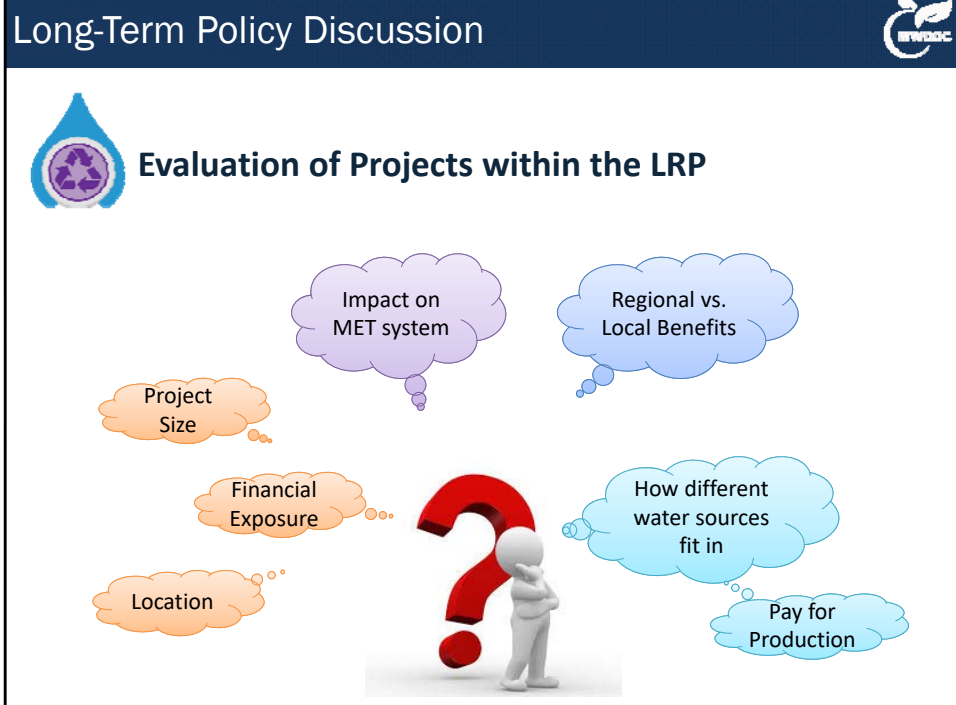 Long-Term Policy Discussion
MWDOC
Evaluation of Projects within the LRP
Impact on
MET system
Regional vs.
Local Benefits
Project
Size
Financial
Exposure
How different
water sources
fit in
Location
Pay for
Production